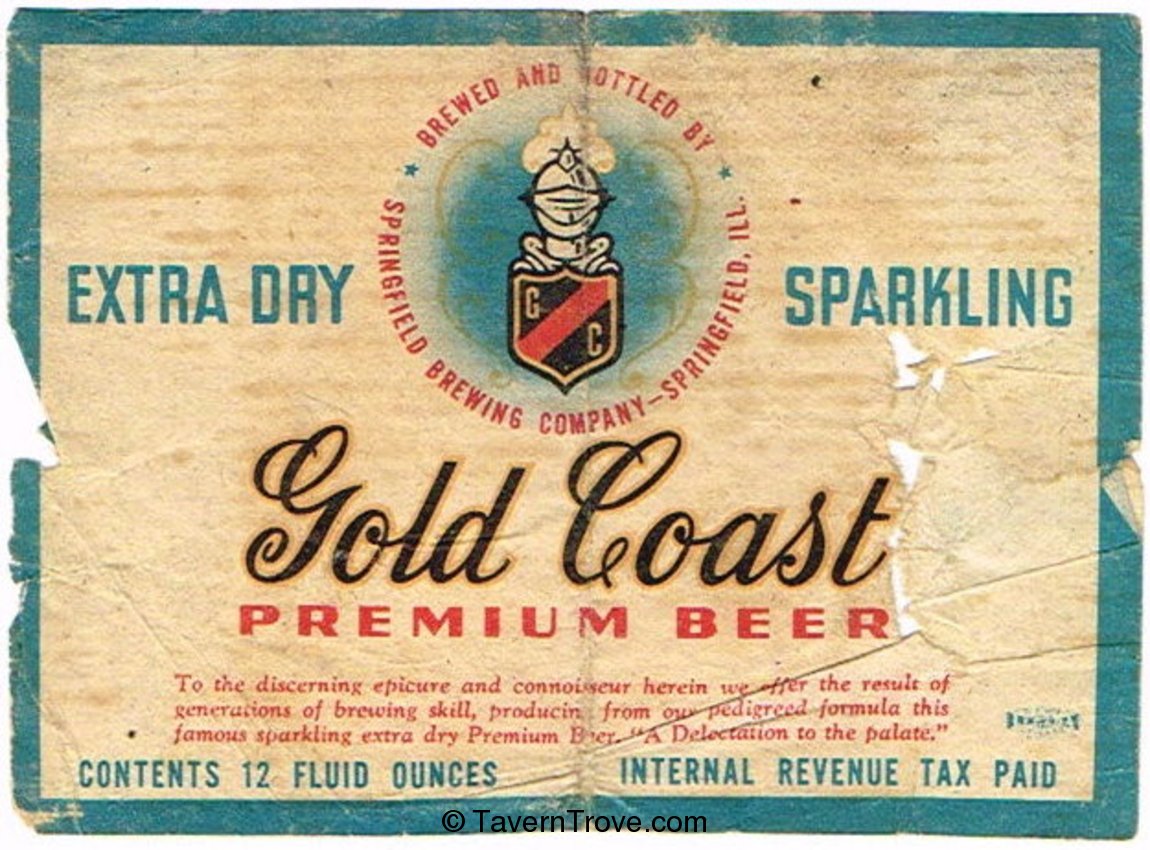 BREWED AND BOTTLED BY
SPRINGFIELD BREWING COMPANY—SPRINGFIELD, ILL.
EXTRA DRY
SPARKLING
G
C
Gold Coast
PREMIUM BEER
To the discerning epicure and connoisseur herein we offer the result of
generations of brewing skill, producing from our pedigreed formula this
famous sparkling extra dry Premium Beer. "A Delectation to the palate."
CONTENTS 12 FLUID OUNCES
INTERNAL REVENUE TAX PAID
© TavernTrove.com